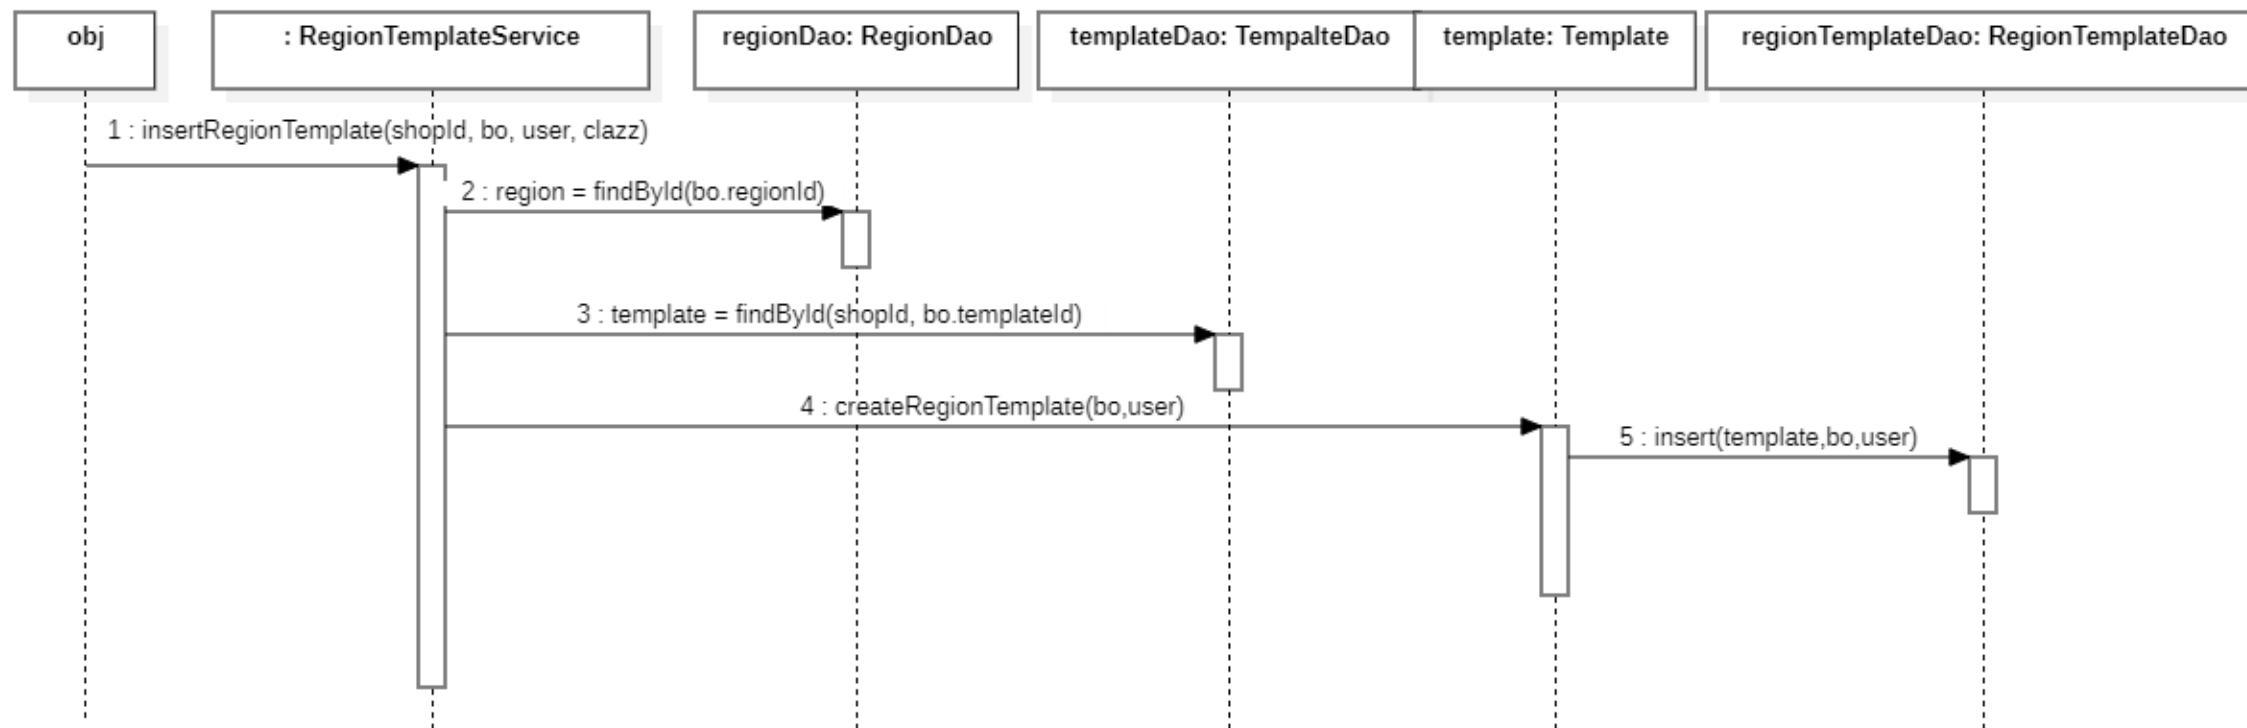 obj
: RegionTemplateService
regionDao: RegionDao
templateDao: TempalteDao
template: Template
regionTemplateDao: RegionTemplateDao
1 : insertRegionTemplate(shopId, bo, user, clazz)
2 : region = findById(bo.regionId)
3 : template = findById(shopId, bo.templateId)
4 : createRegionTemplate(bo,user)
5 : insert(template,bo,user)